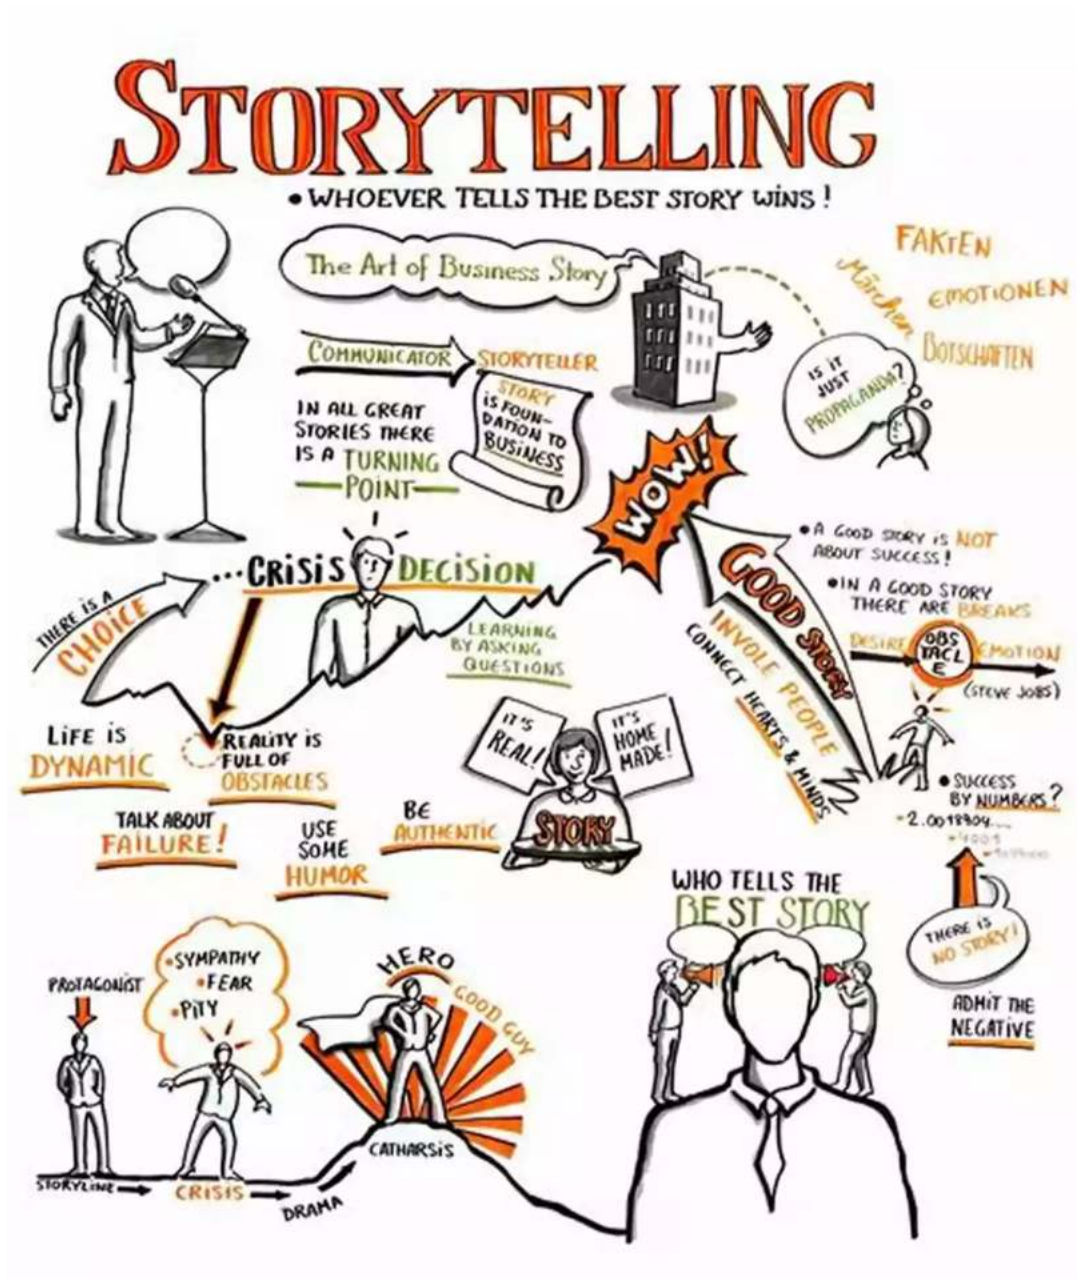 STORYTELLING
• WHOEVER TELLS THE BEST STORY WINS!
The Art of Business Story
FAKTEN
Märchen
EMOTIONEN
BOTSCHAFTEN
COMMUNICATOR
STORYTELLER
IS IT
JUST
PROPAGANDA?
STORY
IS FOUN-
DATION TO
BUSINESS
IN ALL GREAT
STORIES THERE
IS A TURNING
POINT
WOW!
THERE IS A
CHOICE
...CRISIS
DECISION
LEARNING
BY ASKING
QUESTIONS
GOOD STORY
INVOLE PEOPLE
CONNECT HEARTS & MINDS
• A GOOD STORY IS NOT
ABOUT SUCCESS!
• IN A GOOD STORY
THERE ARE BREAKS
DESIRE
OBS
TACL
E
EMOTION
(STEVE JOBS)
LIFE IS
DYNAMIC
REALITY IS
FULL OF
OBSTACLES
TALK ABOUT
FAILURE!
USE
SOME
HUMOR
BE
AUTHENTIC
IT'S
REAL!
IT'S
HOME
MADE!
STORY
• SUCCESS
BY NUMBERS?
THERE IS
NO STORY!
ADMIT THE
NEGATIVE
WHO TELLS THE
BEST STORY
PROTAGONIST
• SYMPATHY
• FEAR
• PITY
HERO
GOOD GUY
CATHARSIS
STORYLINE
CRISIS
DRAMA